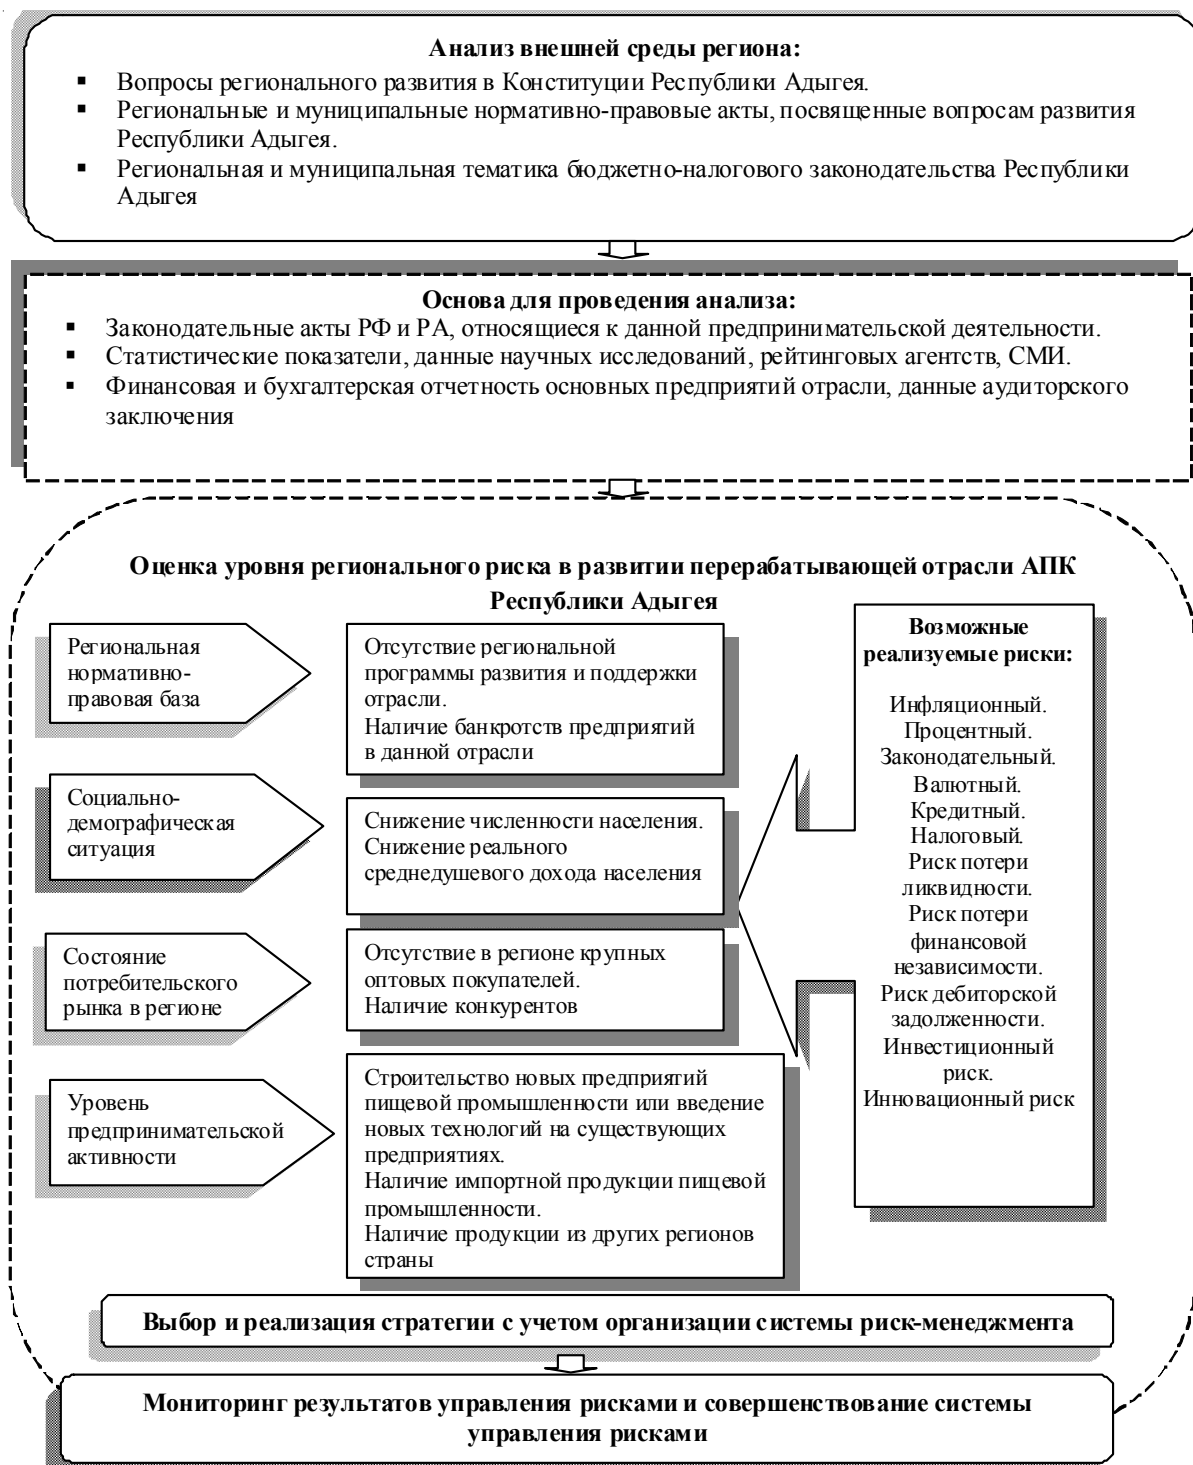 Анализ внешней среды региона:
▪ Вопросы регионального развития в Конституции Республики Адыгея.
▪ Региональные и муниципальные нормативно-правовые акты, посвященные вопросам развития
Республики Адыгея.
▪ Региональная и муниципальная тематика бюджетно-налогового законодательства Республики
Адыгея
Основа для проведения анализа:
▪ Законодательные акты РФ и РА, относящиеся к данной предпринимательской деятельности.
▪ Статистические показатели, данные научных исследований, рейтинговых агентств, СМИ.
▪ Финансовая и бухгалтерская отчетность основных предприятий отрасли, данные аудиторского
заключения
Оценка уровня регионального риска в развитии перерабатывающей отрасли АПК
Республики Адыгея
Региональная
нормативно-
правовая база
Отсутствие региональной
программы развития и поддержки
отрасли.
Наличие банкротств предприятий
в данной отрасли
Социально-
демографическая
ситуация
Снижение численности населения.
Снижение реального
среднедушевого дохода населения
Состояние
потребительского
рынка в регионе
Отсутствие в регионе крупных
оптовых покупателей.
Наличие конкурентов
Уровень
предпринимательской
активности
Строительство новых предприятий
пищевой промышленности или введение
новых технологий на существующих
предприятиях.
Наличие импортной продукции пищевой
промышленности.
Наличие продукции из других регионов
страны
Возможные
реализуемые риски:
Инфляционный.
Процентный.
Законодательный.
Валютный.
Кредитный.
Налоговый.
Риск потери
ликвидности.
Риск потери
финансовой
независимости.
Риск дебиторской
задолженности.
Инвестиционный
риск.
Инновационный риск
Выбор и реализация стратегии с учетом организации системы риск-менеджмента
Мониторинг результатов управления рисками и совершенствование системы
управления рисками